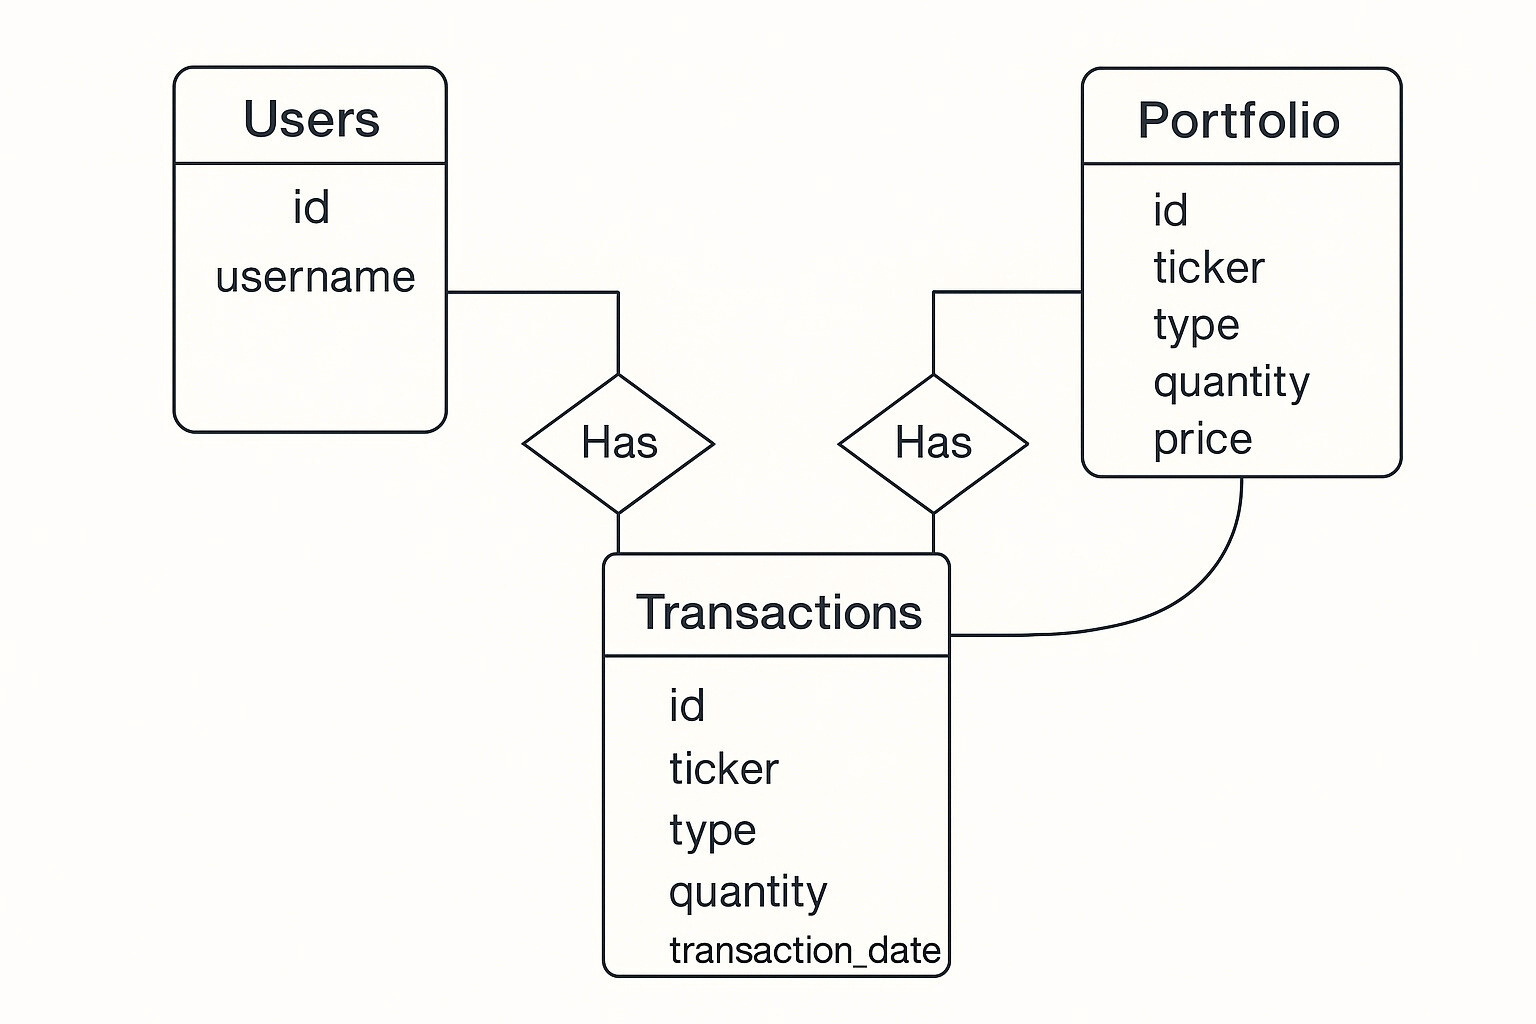 Users
id
username
Portfolio
id
ticker
type
quantity
price
Has
Has
Transactions
id
ticker
type
quantity
transaction_date